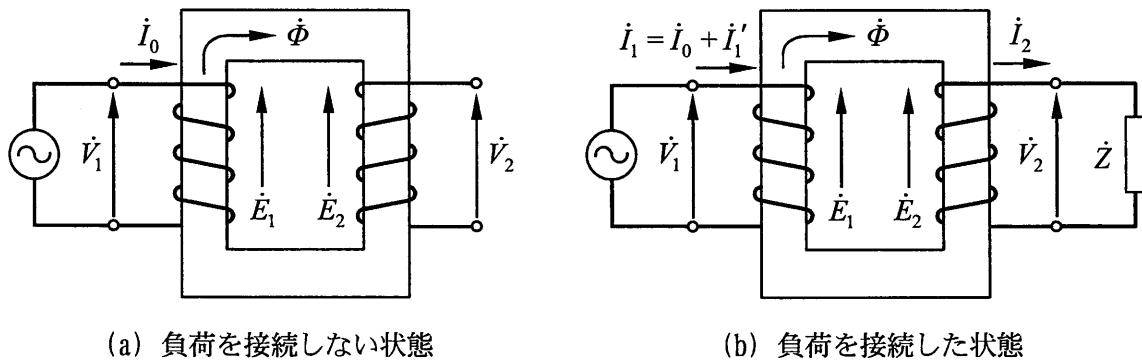 İ₀
Φ̇
V̇₁
Ė₁
Ė₂
V̇₂
(a) 負荷を接続しない状態
İ₁ = İ₀ + İ₁′
Φ̇
İ₂
V̇₁
Ė₁
Ė₂
V̇₂
Ż
(b) 負荷を接続した状態